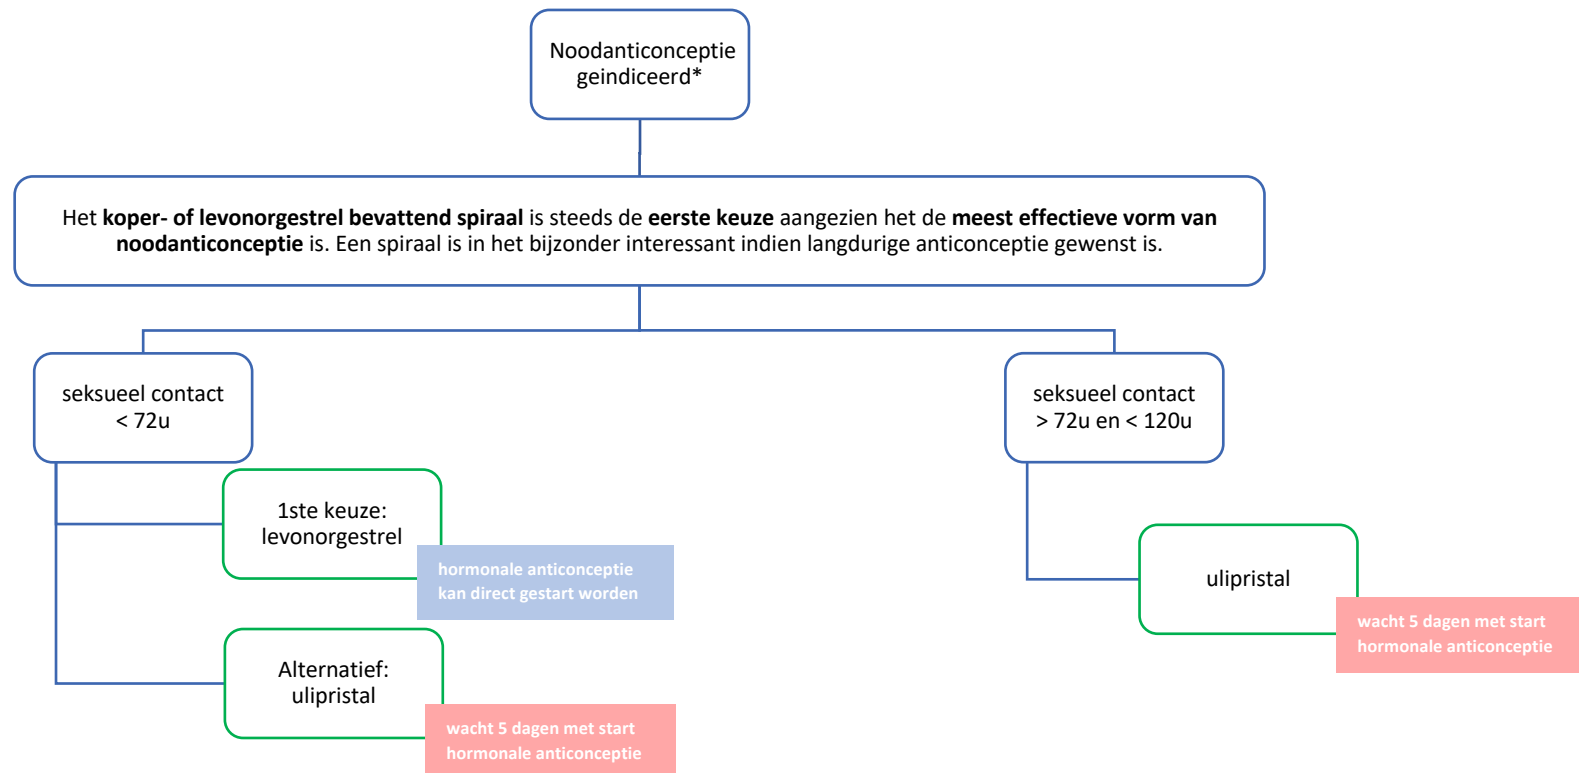 Noodanticonceptie
geindiceerd*
Het koper- of levonorgestrel bevattend spiraal is steeds de eerste keuze aangezien het de meest effectieve vorm van
noodanticonceptie is. Een spiraal is in het bijzonder interessant indien langdurige anticonceptie gewenst is.
seksueel contact
< 72u
1ste keuze:
levonorgestrel
hormonale anticonceptie
kan direct gestart worden
Alternatief:
ulipristal
wacht 5 dagen met start
hormonale anticonceptie
seksueel contact
> 72u en < 120u
ulipristal
wacht 5 dagen met start
hormonale anticonceptie